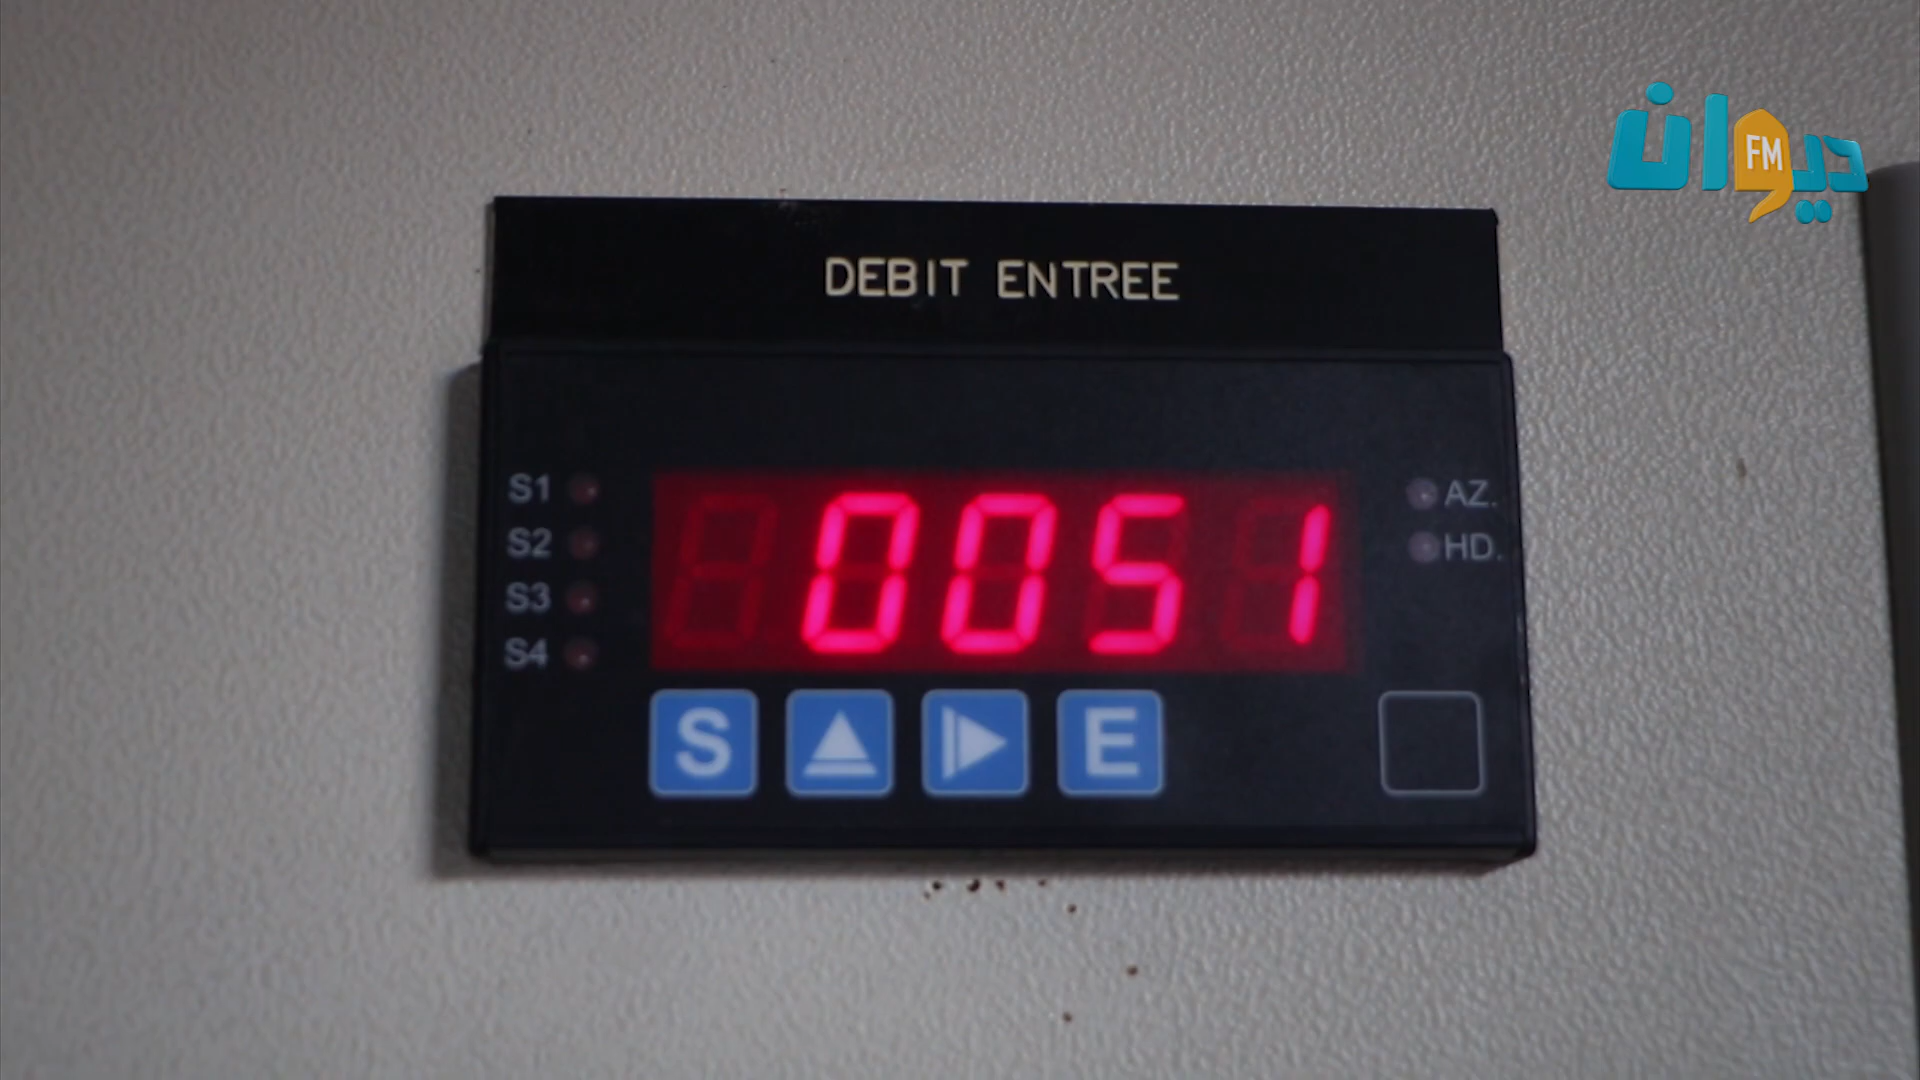 ديوان FM
DEBIT ENTREE
S1
AZ.
S2
HD.
S3
S4
0051
S
E